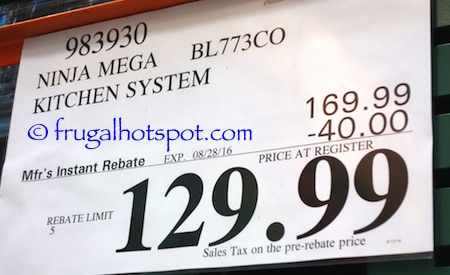 983930
NINJA MEGA BL773CO
KITCHEN SYSTEM
169.99
-40.00
© frugalhotspot.com
Mfr's Instant Rebate EXP. 08/28/16 PRICE AT REGISTER
REBATE LIMIT
5
129.99
Sales Tax on the pre-rebate price